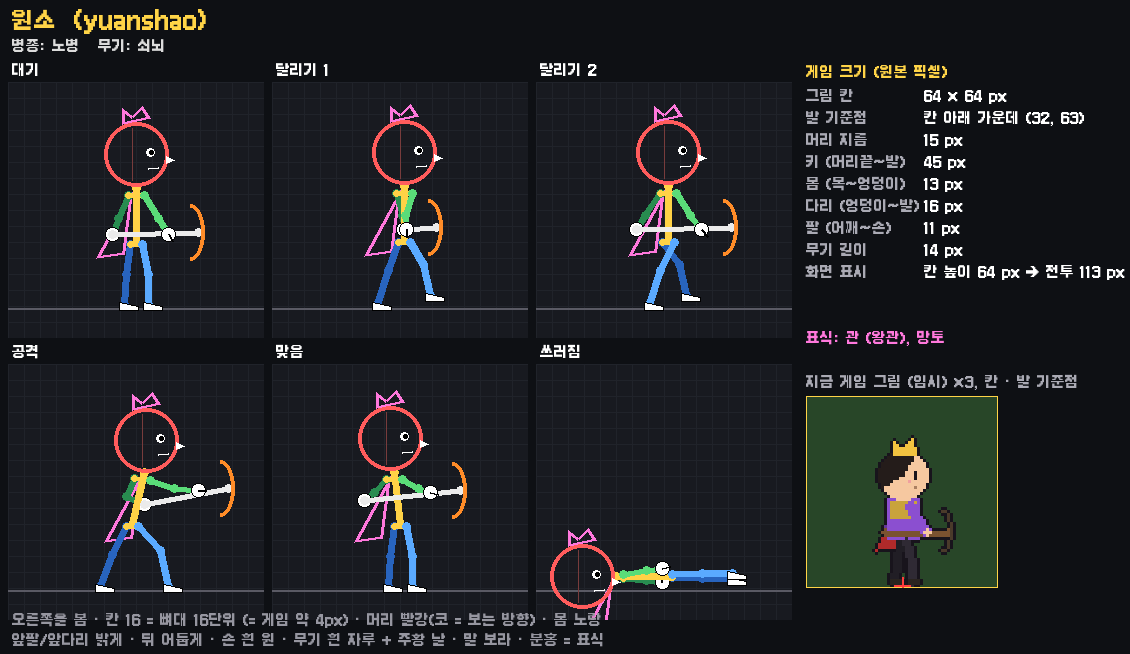 원소 (yuanshao)
병종: 노병 무기: 쇠뇌
대기
달리기 1
달리기 2
공격
맞음
쓰러짐
게임 크기 (원본 픽셀)
그림 칸 64 × 64 px
발 기준점 칸 아래 가운데 (32, 63)
머리 지름 15 px
키 (머리끝~발) 45 px
몸 (목~엉덩이) 13 px
다리 (엉덩이~발) 16 px
팔 (어깨~손) 11 px
무기 길이 14 px
화면 표시 칸 높이 64 px → 전투 113 px
표식: 관 (왕관), 망토
지금 게임 그림 (임시) ×3, 칸 · 발 기준점
오른쪽을 봄 · 칸 16 = 뼈대 16단위 (= 게임 약 4px) · 머리 빨강(코 = 보는 방향) · 몸 노랑
앞팔/앞다리 밝게 · 뒤 어둡게 · 손 흰 원 · 무기 흰 자루 + 주황 날 · 말 보라 · 분홍 = 표식